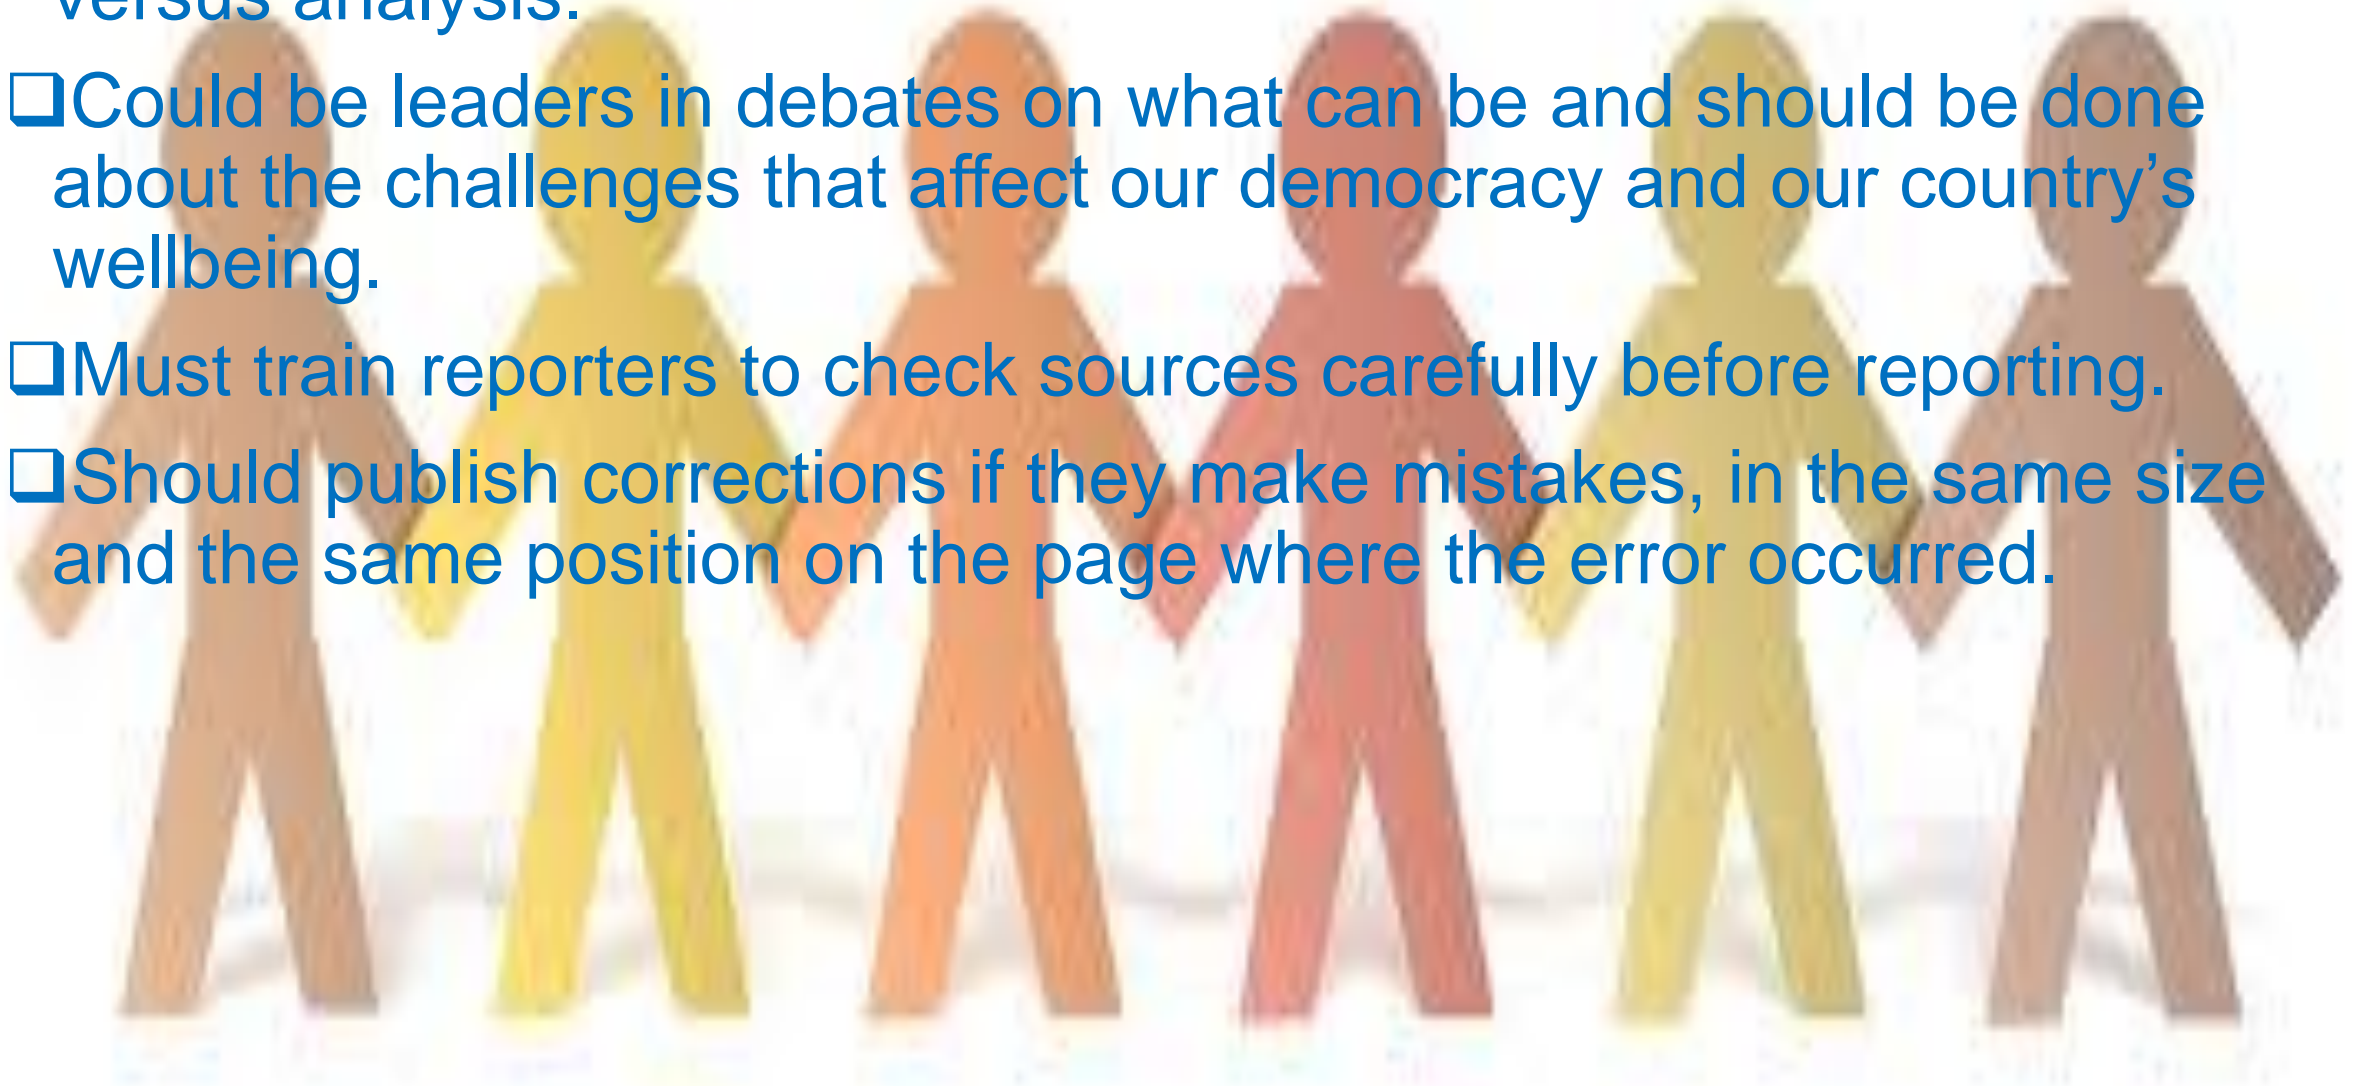 versus analysis.
❑Could be leaders in debates on what can be and should be done
about the challenges that affect our democracy and our country’s
wellbeing.
❑Must train reporters to check sources carefully before reporting.
❑Should publish corrections if they make mistakes, in the same size
and the same position on the page where the error occurred.